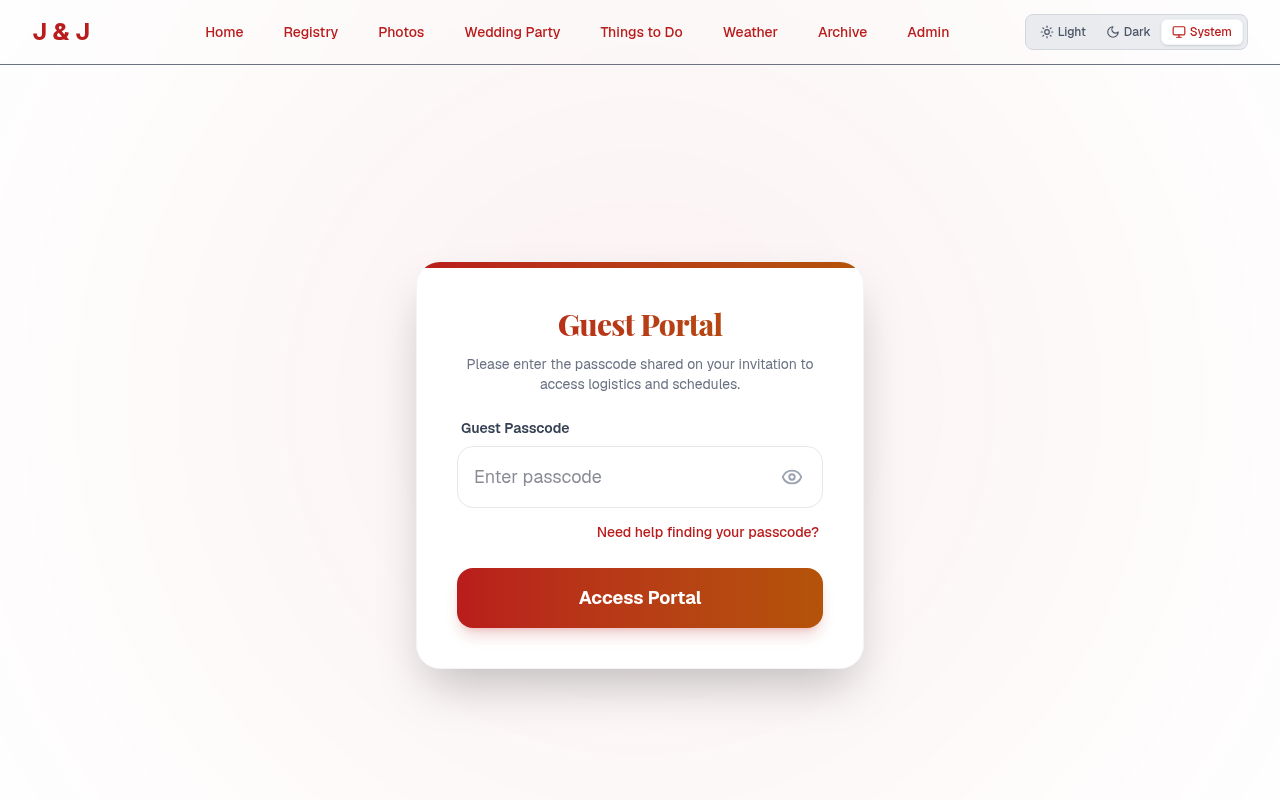 J & J
Home
Registry
Photos
Wedding Party
Things to Do
Weather
Archive
Admin
Light
Dark
System
Guest Portal
Please enter the passcode shared on your invitation to
access logistics and schedules.
Guest Passcode
Enter passcode
Need help finding your passcode?
Access Portal